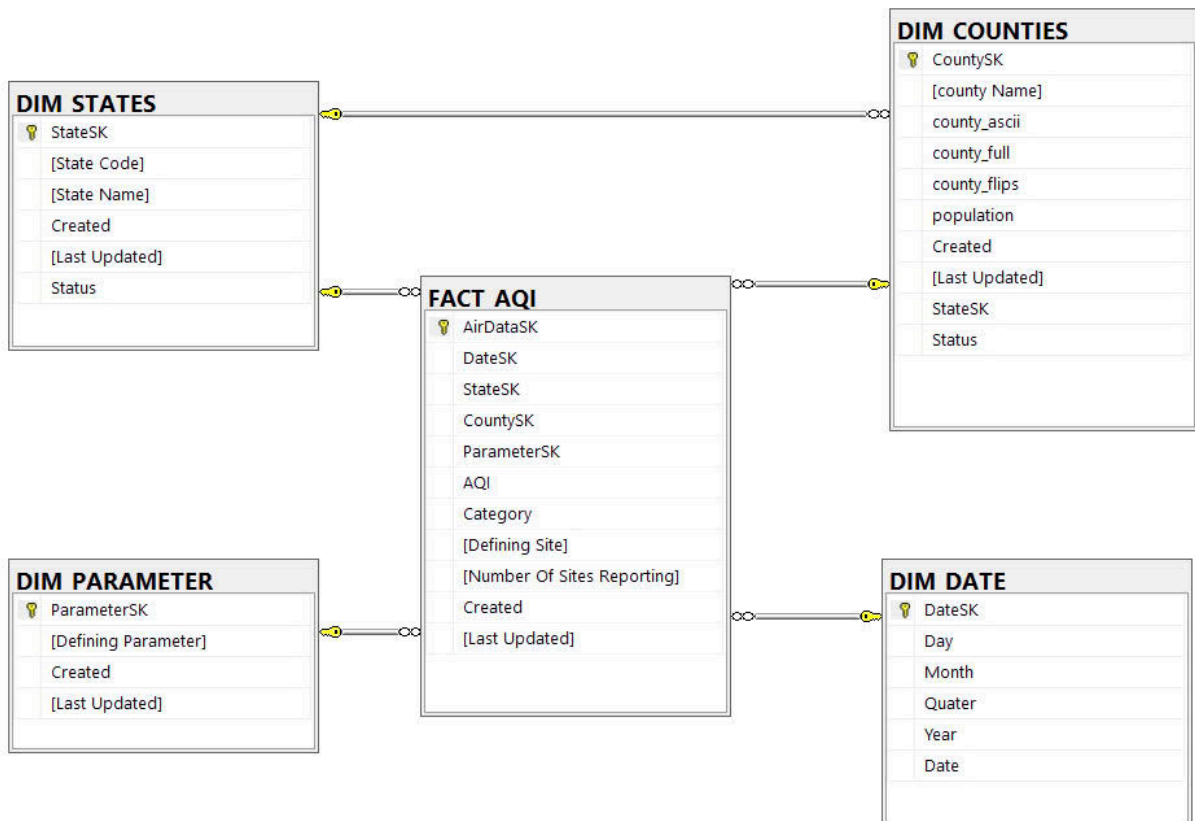 DIM COUNTIES
CountySK
[county Name]
county_ascii
county_full
county_flips
population
Created
[Last Updated]
StateSK
Status
DIM STATES
StateSK
[State Code]
[State Name]
Created
[Last Updated]
Status
FACT AQI
AirDataSK
DateSK
StateSK
CountySK
ParameterSK
AQI
Category
[Defining Site]
[Number Of Sites Reporting]
Created
[Last Updated]
DIM PARAMETER
ParameterSK
[Defining Parameter]
Created
[Last Updated]
DIM DATE
DateSK
Day
Month
Quater
Year
Date